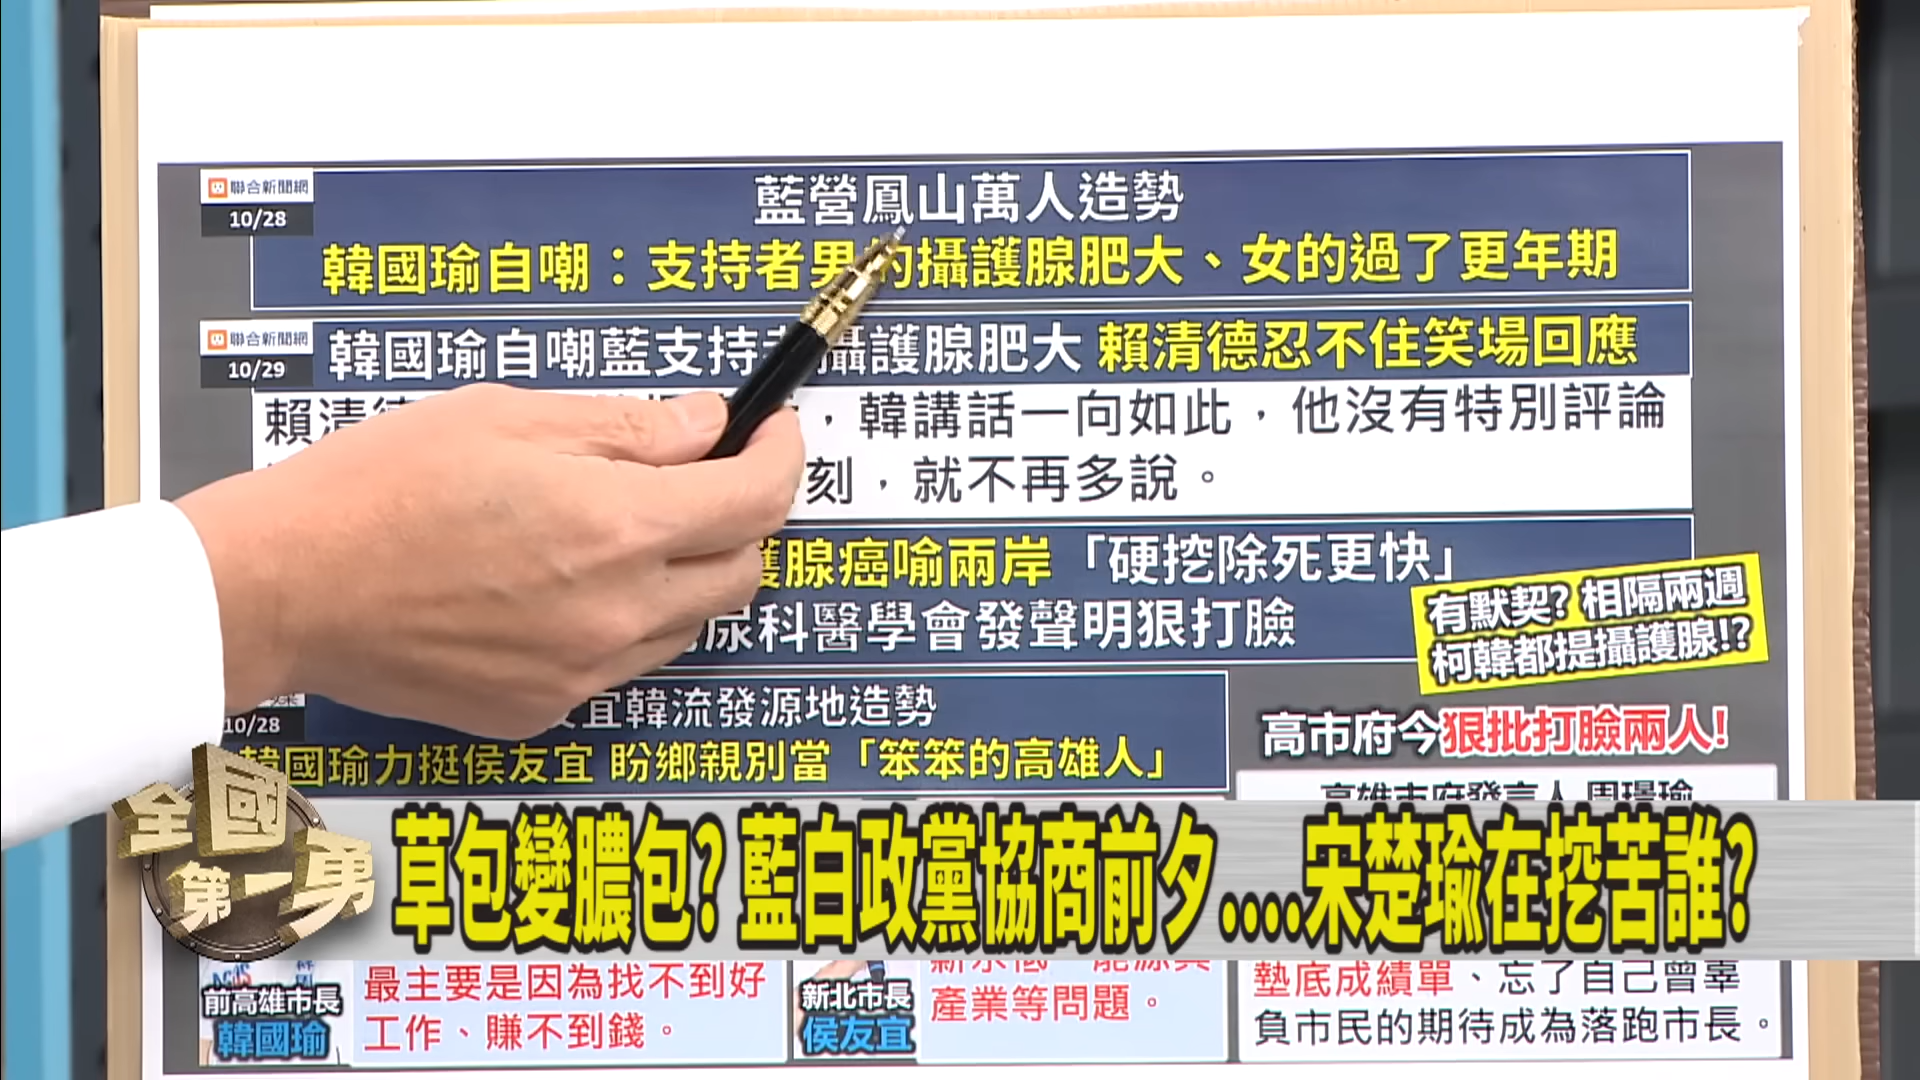 聯合新聞網
10/28
藍營鳳山萬人造勢
韓國瑜自嘲：支持者男的攝護腺肥大、女的過了更年期
聯合新聞網
10/29
韓國瑜自嘲藍支持者攝護腺肥大 賴清德忍不住笑場回應
賴清
，韓講話一向如此，他沒有特別評論
刻，就不再多說。
護腺癌喻兩岸「硬挖除死更快」
尿科醫學會發聲明狠打臉
有默契？相隔兩週
柯韓都提攝護腺!?
10/28
友宜韓流發源地造勢
韓國瑜力挺侯友宜 盼鄉親別當「笨笨的高雄人」
高市府今狠批打臉兩人!
高雄市府發言人 周璟瑜
全國第一勇
草包變膿包？藍白政黨協商前夕....宋楚瑜在挖苦誰？
前高雄市長
韓國瑜
最主要是因為找不到好
工作、賺不到錢。
新北市長
侯友宜
產業等問題。
墊底成績單、忘了自己曾辜
負市民的期待成為落跑市長。